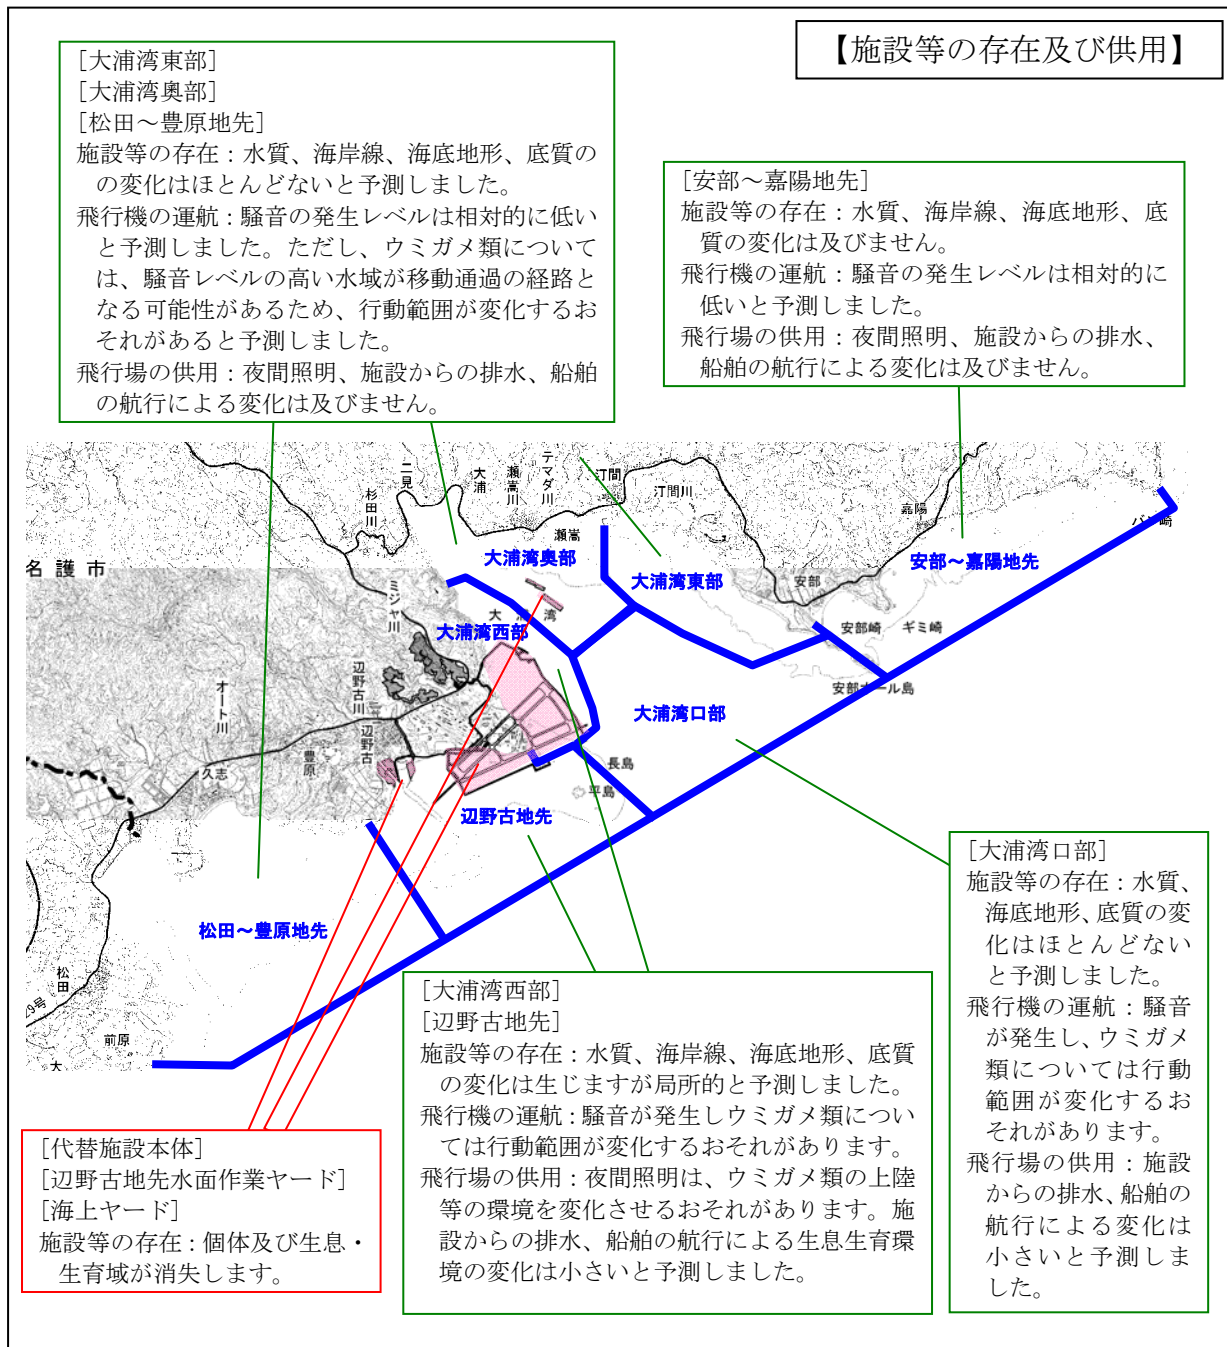 【施設等の存在及び供用】
[大浦湾東部]
[大浦湾奥部]
[松田～豊原地先]
施設等の存在：水質、海岸線、海底地形、底質の
の変化はほとんどないと予測しました。
飛行機の運航：騒音の発生レベルは相対的に低い
と予測しました。ただし、ウミガメ類について
は、騒音レベルの高い水域が移動通過の経路と
なる可能性があるため、行動範囲が変化するお
それがあると予測しました。
飛行場の供用：夜間照明、施設からの排水、船舶
の航行による変化は及びません。
[安部～嘉陽地先]
施設等の存在：水質、海岸線、海底地形、底
質の変化は及びません。
飛行機の運航：騒音の発生レベルは相対的に
低いと予測しました。
飛行場の供用：夜間照明、施設からの排水、
船舶の航行による変化は及びません。
杉田川
二見
大浦
瀬嵩川
テマダ川
汀間
汀間川
嘉陽
瀬嵩
大浦湾奥部
大浦湾東部
安部～嘉陽地先
名護市
ミジャ川
大浦湾西部
安部
安部崎
ギミ崎
辺野古川
辺野古
オート川
豊原
久志
大浦湾口部
長島
平島
辺野古地先
松田～豊原地先
松田
前原
[大浦湾口部]
施設等の存在：水質、
海底地形、底質の変
化はほとんどない
と予測しました。
飛行機の運航：騒音
が発生し、ウミガメ
類については行動
範囲が変化するお
それがあります。
飛行場の供用：施設
からの排水、船舶の
航行による変化は
小さいと予測しま
した。
[大浦湾西部]
[辺野古地先]
施設等の存在：水質、海岸線、海底地形、底質
の変化は生じますが局所的と予測しました。
飛行機の運航：騒音が発生しウミガメ類につい
ては行動範囲が変化するおそれがあります。
飛行場の供用：夜間照明は、ウミガメ類の上陸
等の環境を変化させるおそれがあります。施
設からの排水、船舶の航行による生息生育環
境の変化は小さいと予測しました。
[代替施設本体]
[辺野古地先水面作業ヤード]
[海上ヤード]
施設等の存在：個体及び生息・
生育域が消失します。